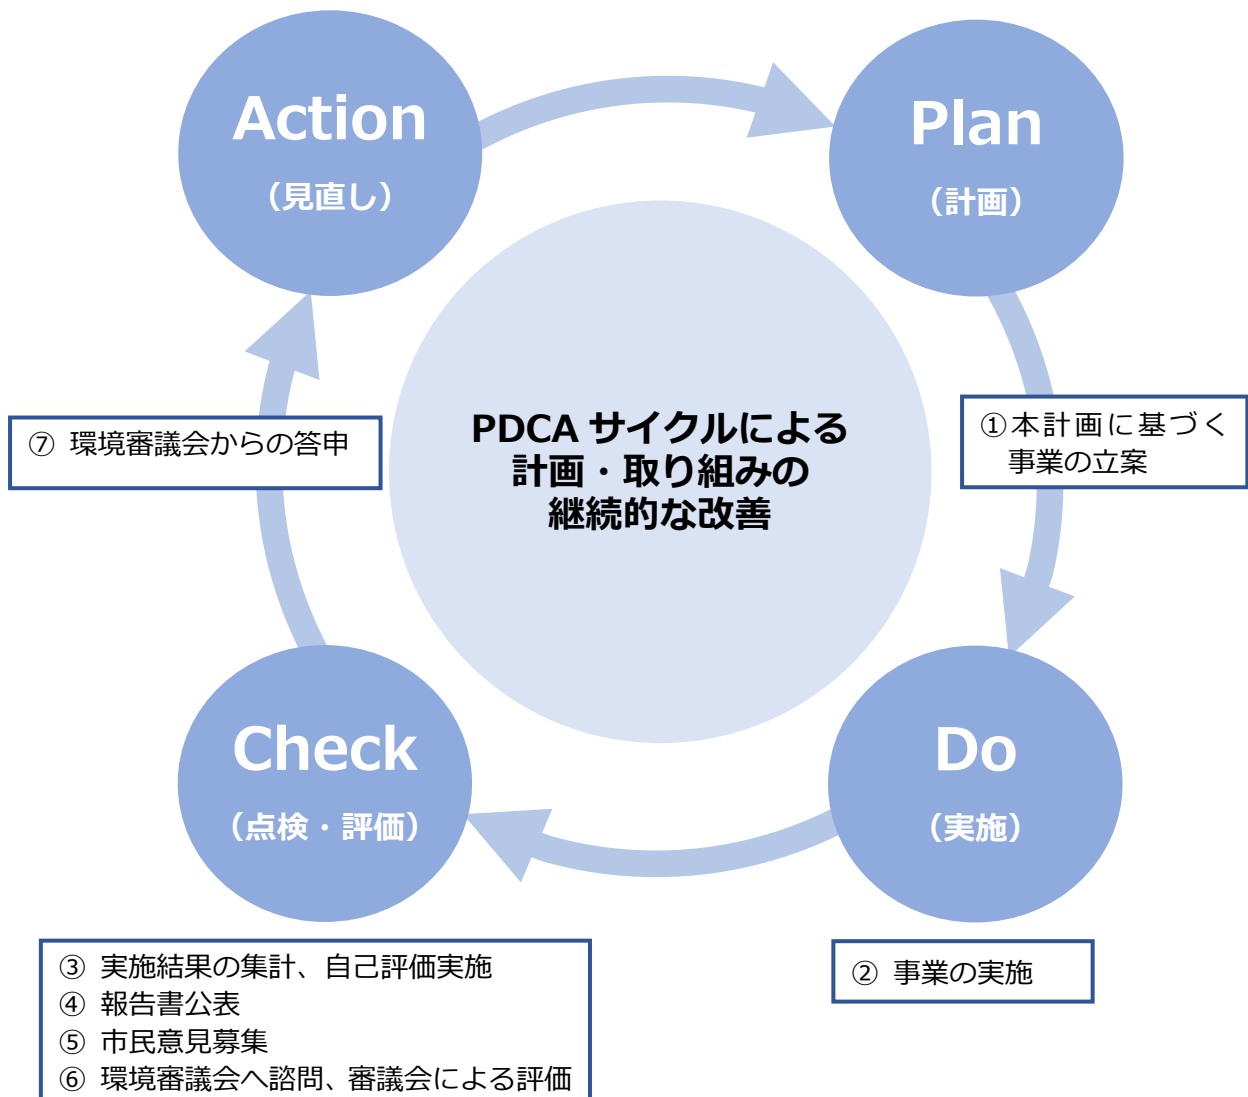 Action
（見直し）
Plan
（計画）
⑦ 環境審議会からの答申
PDCA サイクルによる
計画・取り組みの
継続的な改善
①本計画に基づく
事業の立案
Check
（点検・評価）
Do
（実施）
③ 実施結果の集計、自己評価実施
④ 報告書公表
⑤ 市民意見募集
⑥ 環境審議会へ諮問、審議会による評価
② 事業の実施